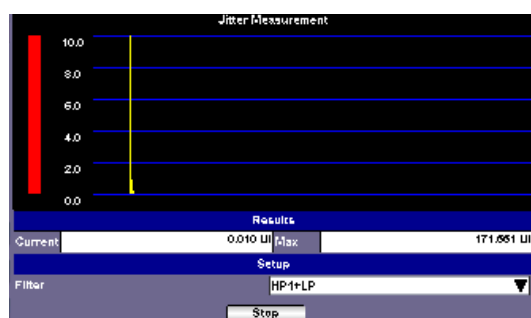 Jitter Measurement
10.0
8.0
6.0
4.0
2.0
0.0
Results
Current 0.010 UI Max 171.551 UI
Setup
Filter HP1+LP
Stop